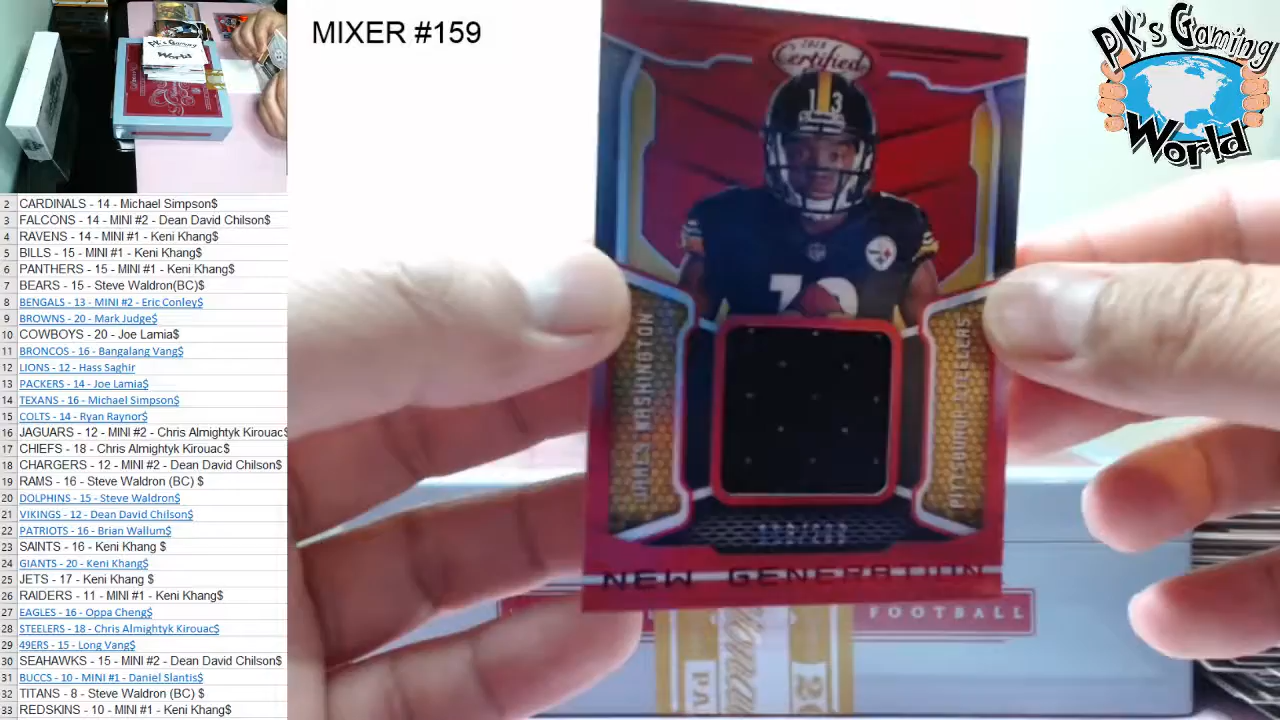 MIXER #159
PK's Gaming World
PK's Gaming
World
2018
Certified
13
JAMES WASHINGTON
PITTSBURGH STEELERS
NEW GENERATION
FOOTBALL
2 CARDINALS - 14 - Michael Simpson$
3 FALCONS - 14 - MINI #2 - Dean David Chilson$
4 RAVENS - 14 - MINI #1 - Keni Khang$
5 BILLS - 15 - MINI #1 - Keni Khang$
6 PANTHERS - 15 - MINI #1 - Keni Khang$
7 BEARS - 15 - Steve Waldron(BC)$
8 BENGALS - 13 - MINI #2 - Eric Conley$
9 BROWNS - 20 - Mark Judge$
10 COWBOYS - 20 - Joe Lamia$
11 BRONCOS - 16 - Bangalang Vang$
12 LIONS - 12 - Hass Saghir
13 PACKERS - 14 - Joe Lamia$
14 TEXANS - 16 - Michael Simpson$
15 COLTS - 14 - Ryan Raynor$
16 JAGUARS - 12 - MINI #2 - Chris Almightyk Kirouac$
17 CHIEFS - 18 - Chris Almightyk Kirouac$
18 CHARGERS - 12 - MINI #2 - Dean David Chilson$
19 RAMS - 16 - Steve Waldron (BC) $
20 DOLPHINS - 15 - Steve Waldron$
21 VIKINGS - 12 - Dean David Chilson$
22 PATRIOTS - 16 - Brian Wallum$
23 SAINTS - 16 - Keni Khang $
24 GIANTS - 20 - Keni Khang$
25 JETS - 17 - Keni Khang $
26 RAIDERS - 11 - MINI #1 - Keni Khang$
27 EAGLES - 16 - Oppa Cheng$
28 STEELERS - 18 - Chris Almightyk Kirouac$
29 49ERS - 15 - Long Vang$
30 SEAHAWKS - 15 - MINI #2 - Dean David Chilson$
31 BUCCS - 10 - MINI #1 - Daniel Slantis$
32 TITANS - 8 - Steve Waldron (BC) $
33 REDSKINS - 10 - MINI #1 - Keni Khang$